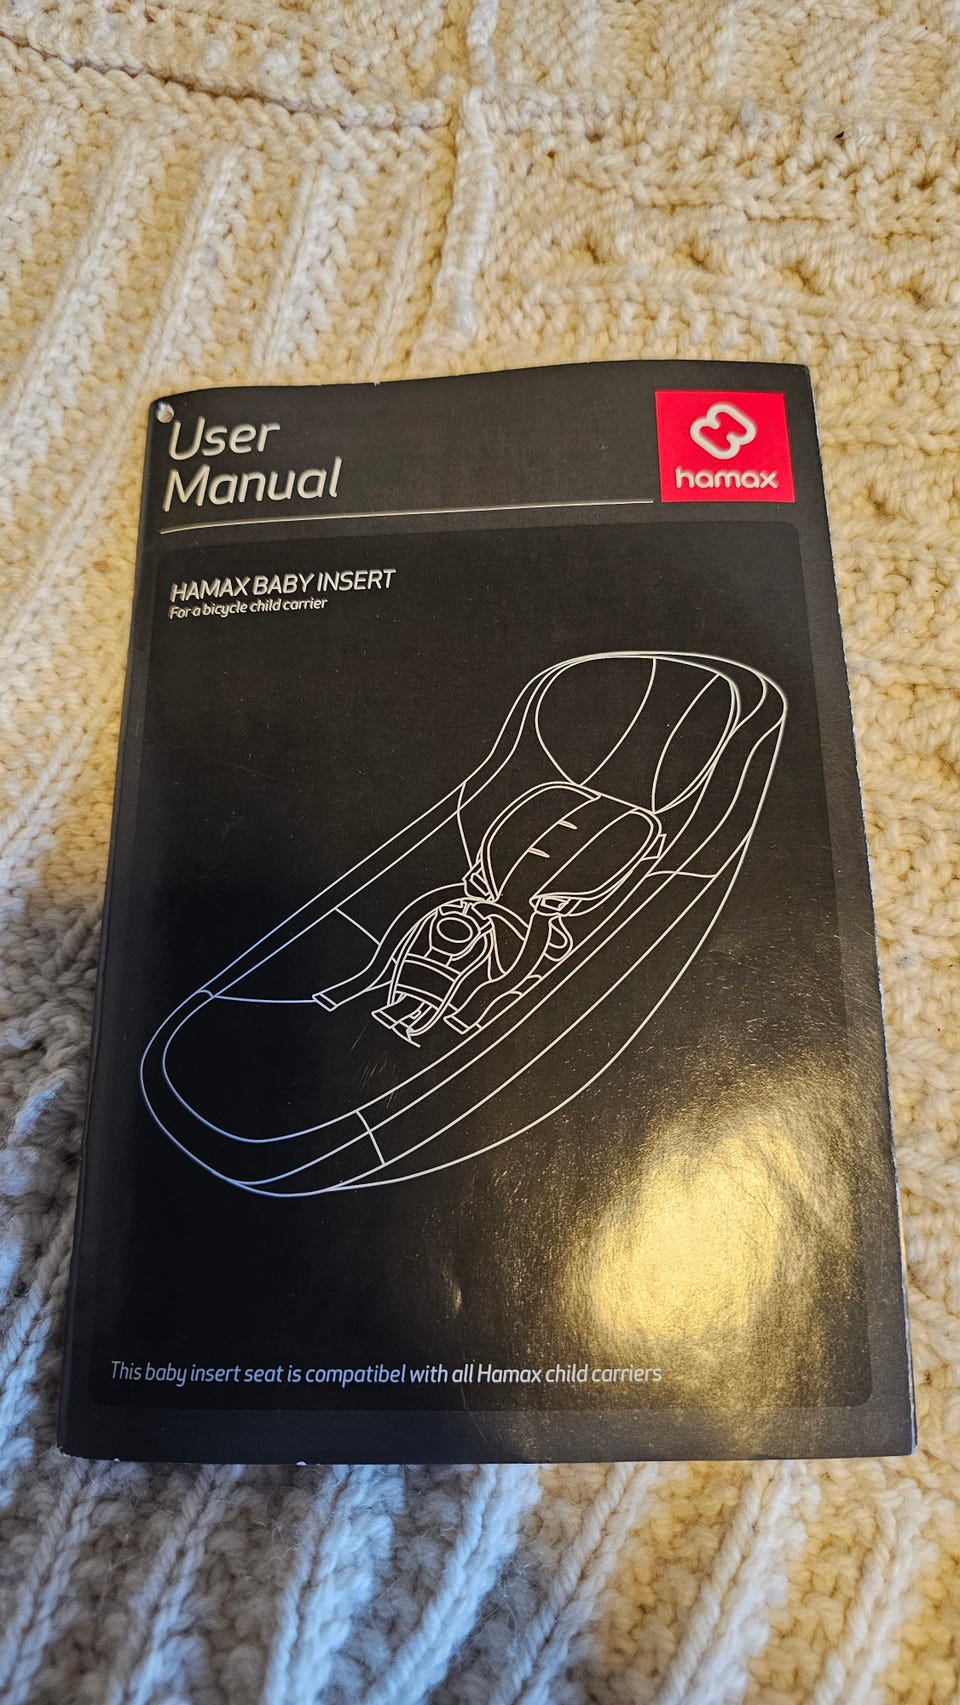 User
Manual
hamax
HAMAX BABY INSERT
For a bicycle child carrier
This baby insert seat is compatibel with all Hamax child carriers